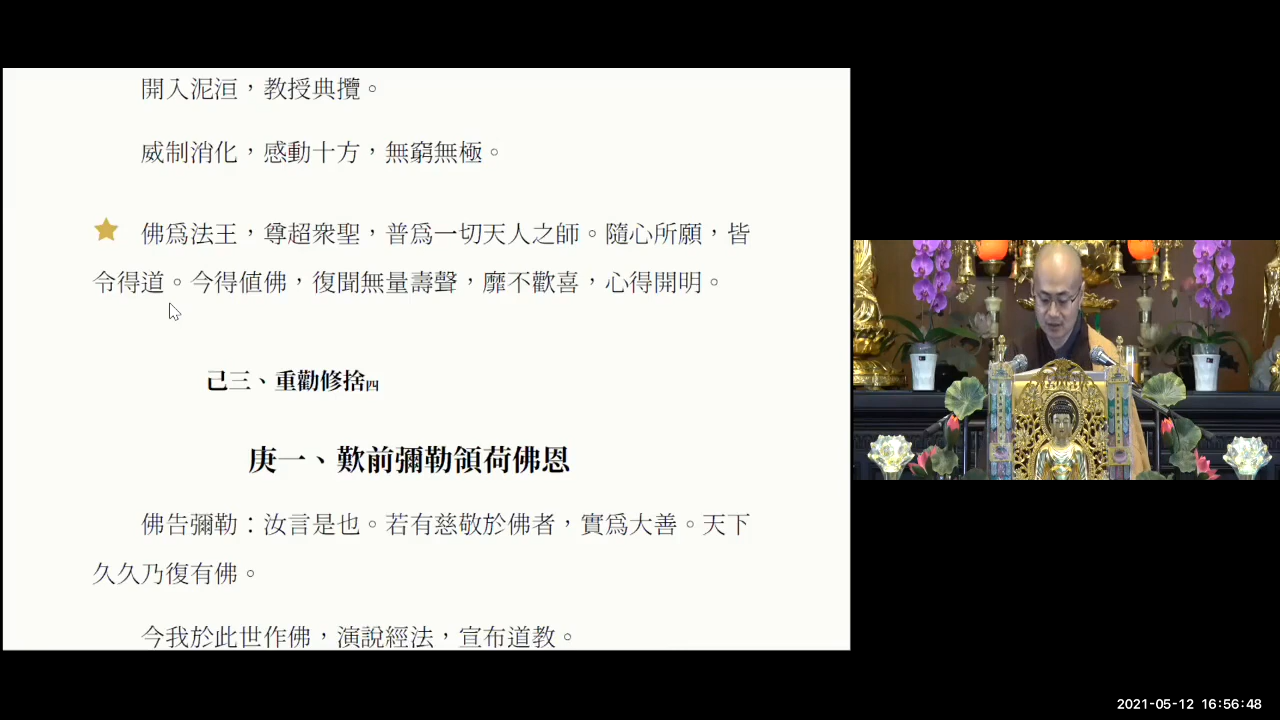 開入泥洹，教授典攬。
威制消化，感動十方，無窮無極。
佛爲法王，尊超衆聖，普爲一切天人之師。隨心所願，皆
令得道。今得値佛，復聞無量壽聲，靡不歡喜，心得開明。
己三、重勸修捨四
庚一、歎前彌勒領荷佛恩
佛告彌勒：汝言是也。若有慈敬於佛者，實爲大善。天下
久久乃復有佛。
今我於此世作佛，演說經法，宣布道教。
2021-05-12 16:56:48